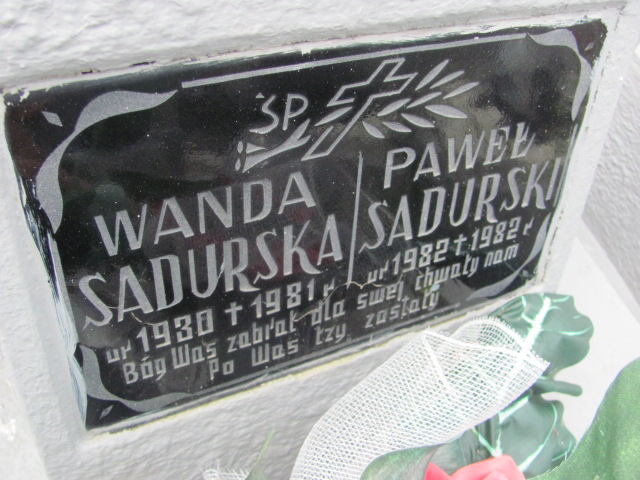 ŚP
WANDA
SADURSKA
ur 1930 † 1981 r
PAWEŁ
SADURSKI
ur 1982 † 1982 r
Bóg Was zabrał dla swej chwały nam
po Was łzy zostały